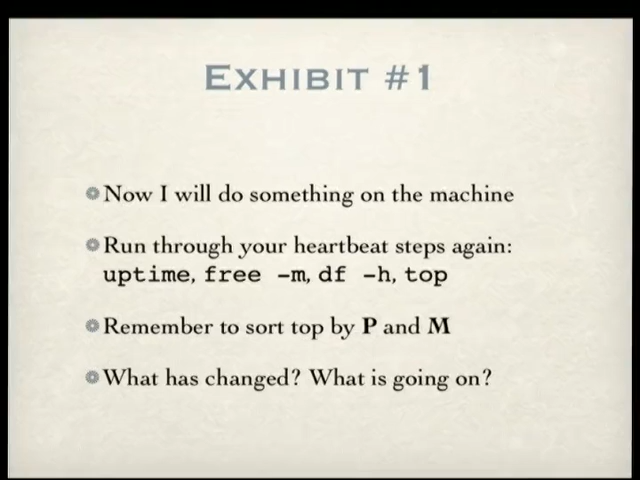 EXHIBIT #1
Now I will do something on the machine
Run through your heartbeat steps again:
uptime, free -m, df -h, top
Remember to sort top by P and M
What has changed? What is going on?